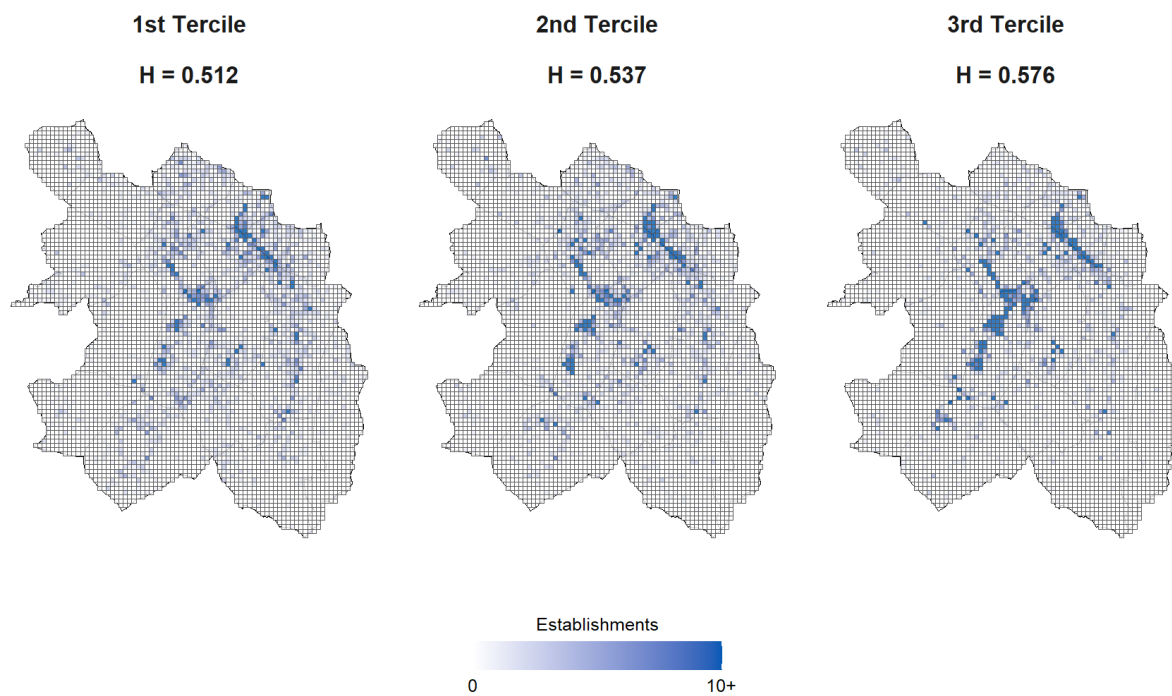 1st Tercile
H = 0.512
2nd Tercile
H = 0.537
3rd Tercile
H = 0.576
Establishments
0
10+